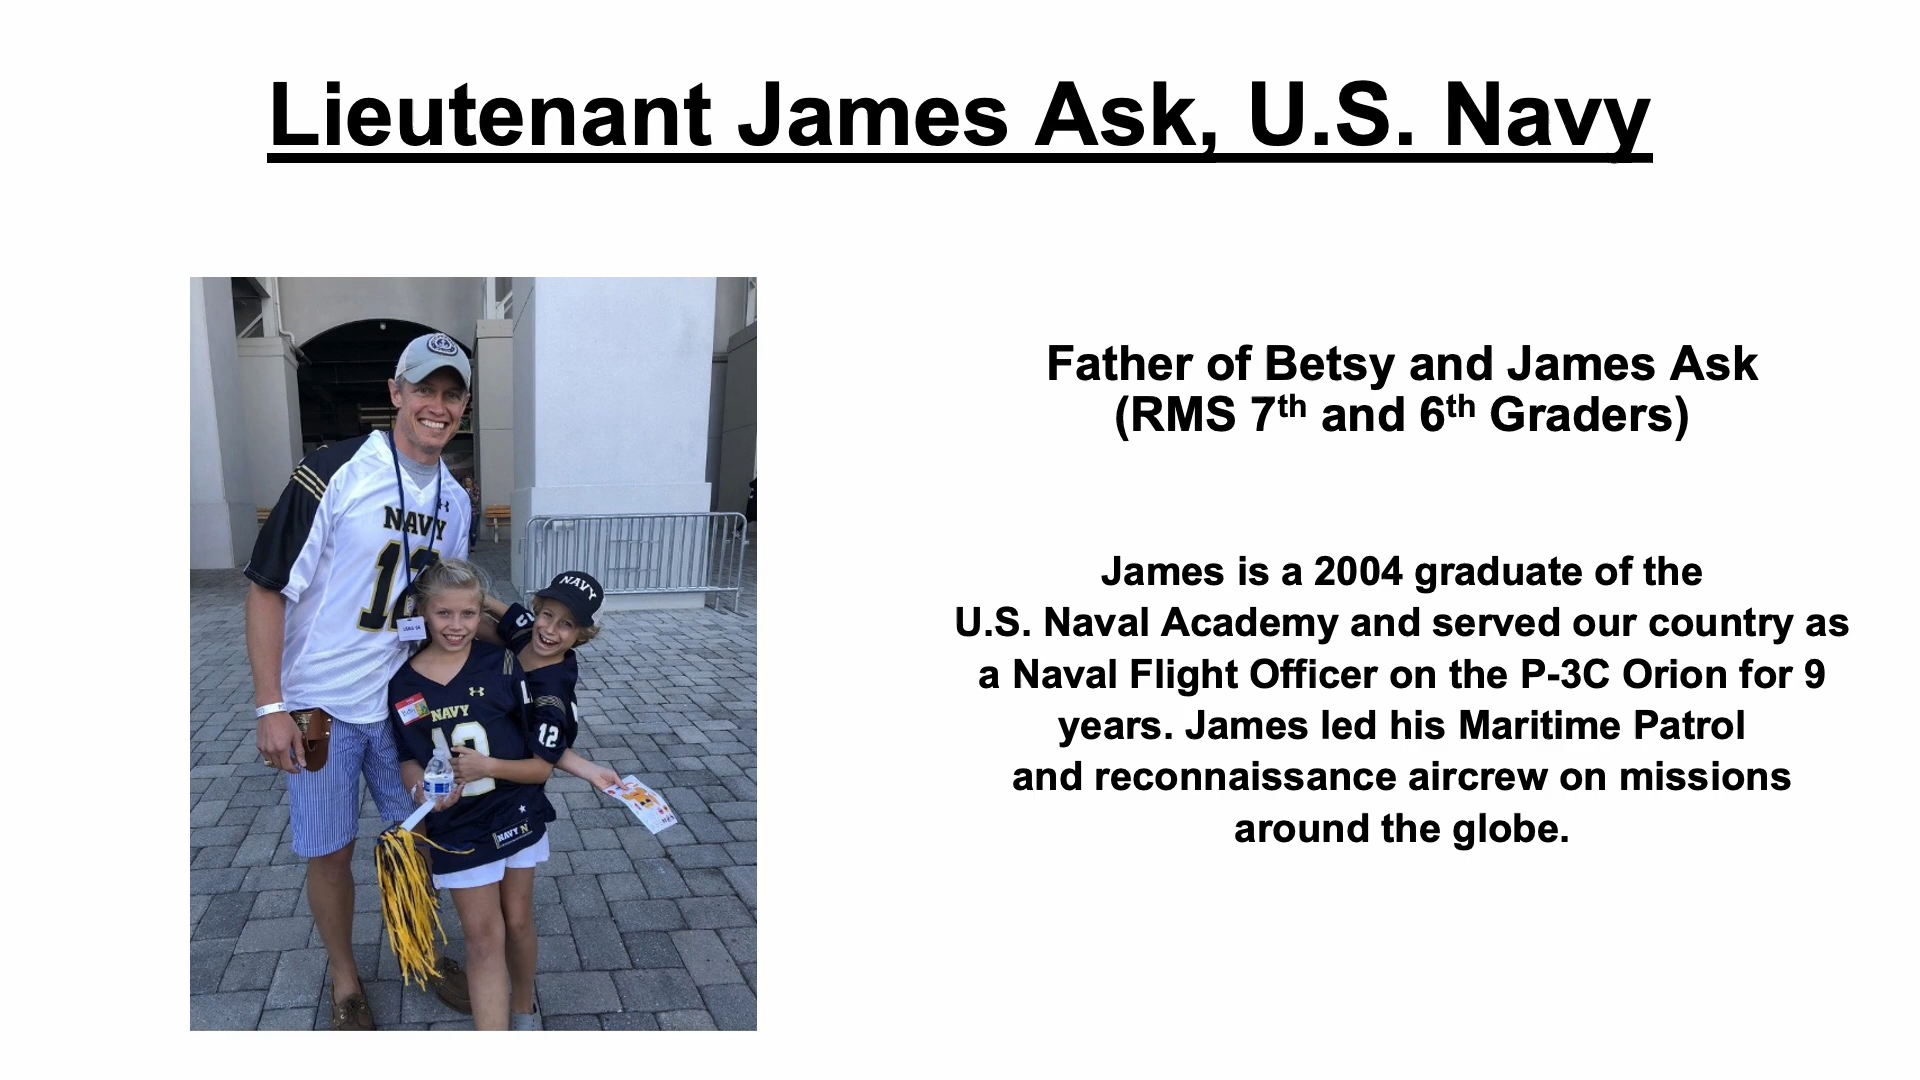 Lieutenant James Ask, U.S. Navy
Father of Betsy and James Ask
(RMS 7th and 6th Graders)
James is a 2004 graduate of the
U.S. Naval Academy and served our country as
a Naval Flight Officer on the P-3C Orion for 9
years. James led his Maritime Patrol
and reconnaissance aircrew on missions
around the globe.
NAVY
12
NAVY
NAVY
12
NAVY N